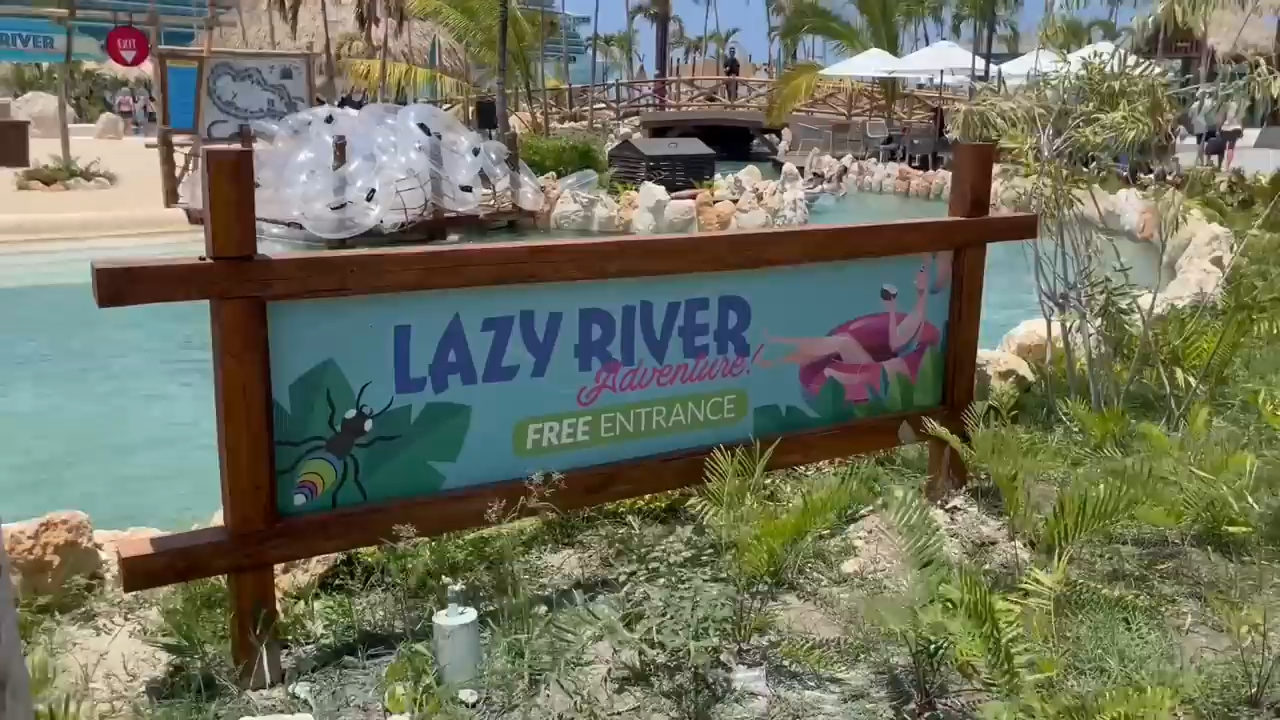 RIVER
EXIT
LAZY RIVER
Adventure!
FREE ENTRANCE